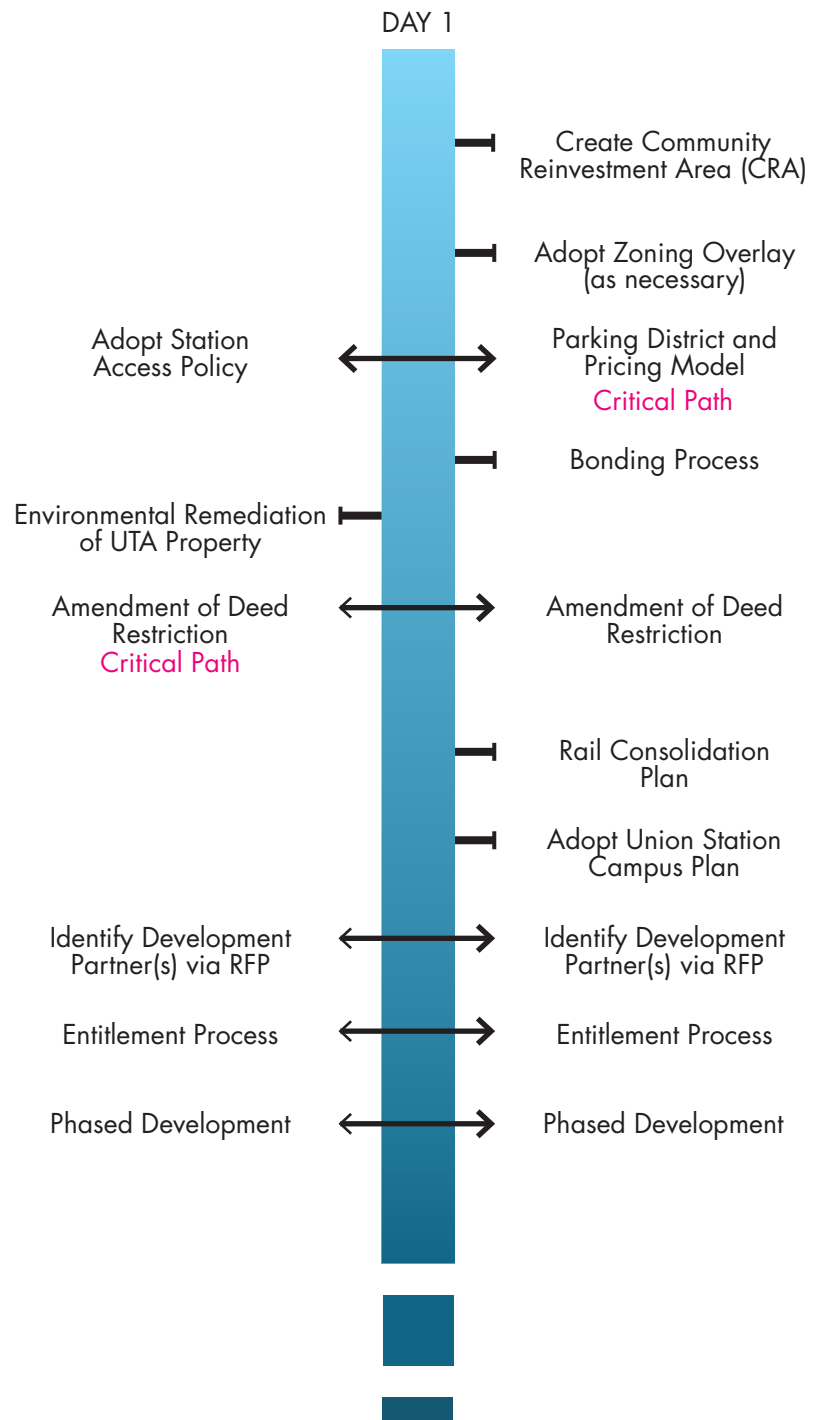 DAY 1
Create Community
Reinvestment Area (CRA)
Adopt Zoning Overlay
(as necessary)
Adopt Station
Access Policy
Parking District and
Pricing Model
Critical Path
Bonding Process
Environmental Remediation
of UTA Property
Amendment of Deed
Restriction
Critical Path
Amendment of Deed
Restriction
Rail Consolidation
Plan
Adopt Union Station
Campus Plan
Identify Development
Partner(s) via RFP
Identify Development
Partner(s) via RFP
Entitlement Process
Entitlement Process
Phased Development
Phased Development